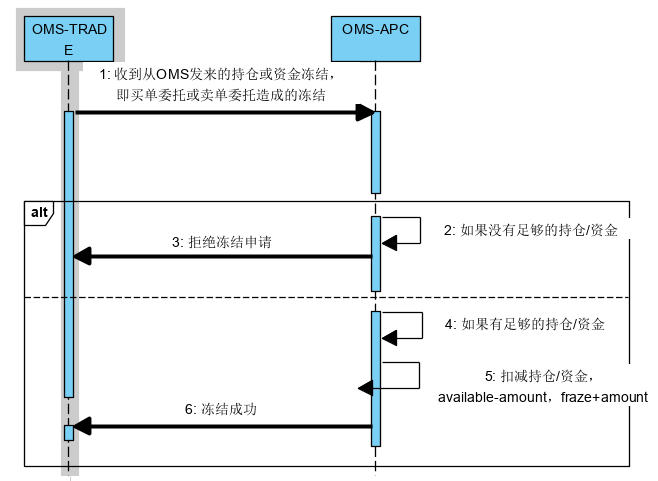 OMS-TRAD
E
OMS-APC
1: 收到从OMS发来的持仓或资金冻结，
即买单委托或卖单委托造成的冻结
alt
2: 如果没有足够的持仓/资金
3: 拒绝冻结申请
4: 如果有足够的持仓/资金
5: 扣减持仓/资金，
available-amount，fraze+amount
6: 冻结成功